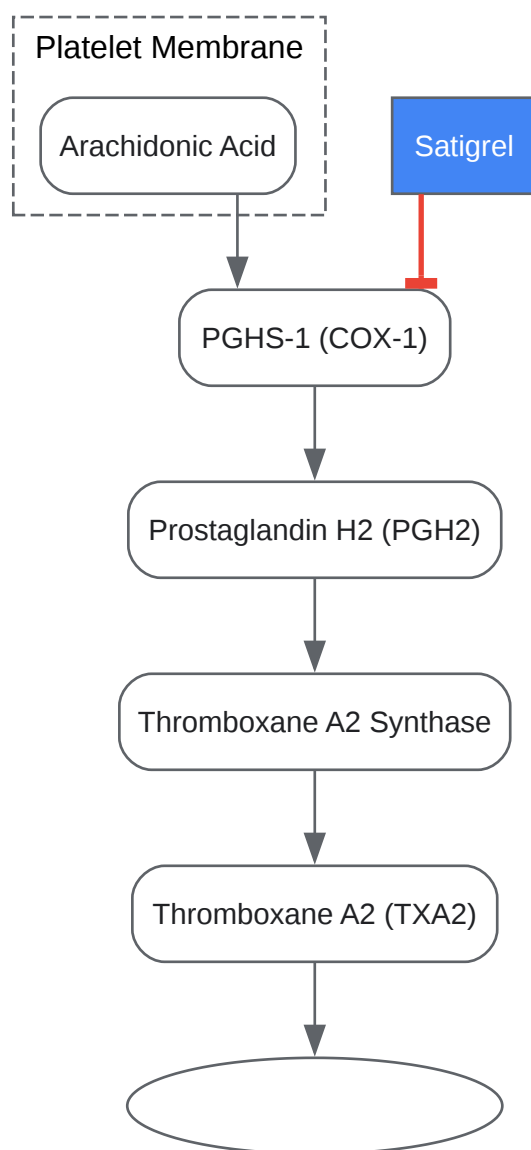 Platelet Membrane
Arachidonic Acid
Satigrel
PGHS-1 (COX-1)
Prostaglandin H2 (PGH2)
Thromboxane A2 Synthase
Thromboxane A2 (TXA2)